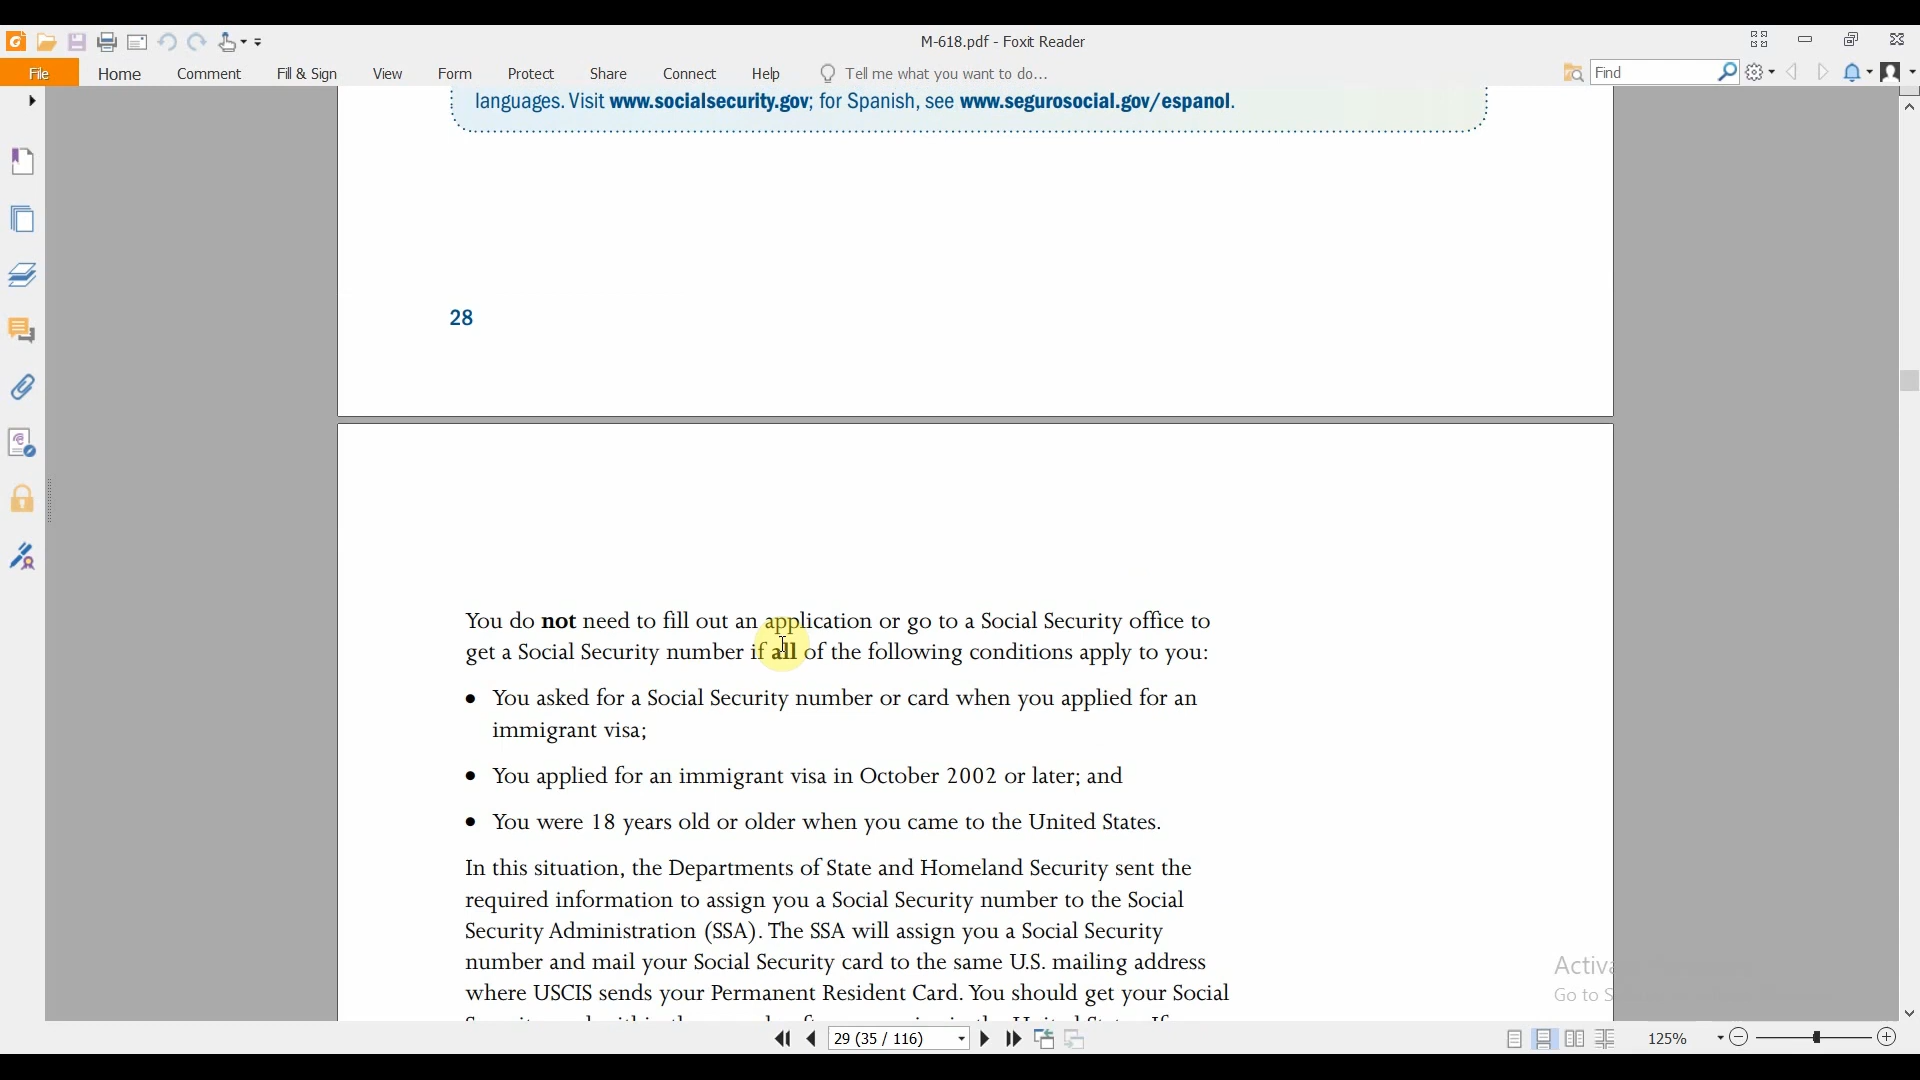 M-618.pdf - Foxit Reader
File Home Comment Fill & Sign View Form Protect Share Connect Help Tell me what you want to do... Find
languages. Visit www.socialsecurity.gov; for Spanish, see www.segurosocial.gov/espanol.
28
You do not need to fill out an application or go to a Social Security office to
get a Social Security number if all of the following conditions apply to you:
● You asked for a Social Security number or card when you applied for an
immigrant visa;
● You applied for an immigrant visa in October 2002 or later; and
● You were 18 years old or older when you came to the United States.
In this situation, the Departments of State and Homeland Security sent the
required information to assign you a Social Security number to the Social
Security Administration (SSA). The SSA will assign you a Social Security
number and mail your Social Security card to the same U.S. mailing address
where USCIS sends your Permanent Resident Card. You should get your Social
Activa
Go to S
29 (35 / 116) 125%